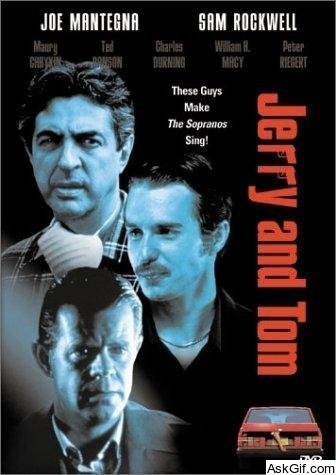 JOE MANTEGNA SAM ROCKWELL
Maury Ted Charles William H. Peter
CHAYKIN DANSON DURNING MACY RIEGERT
These Guys
Make
The Sopranos
Sing!
Jerry and Tom
DVD
AskGif.com